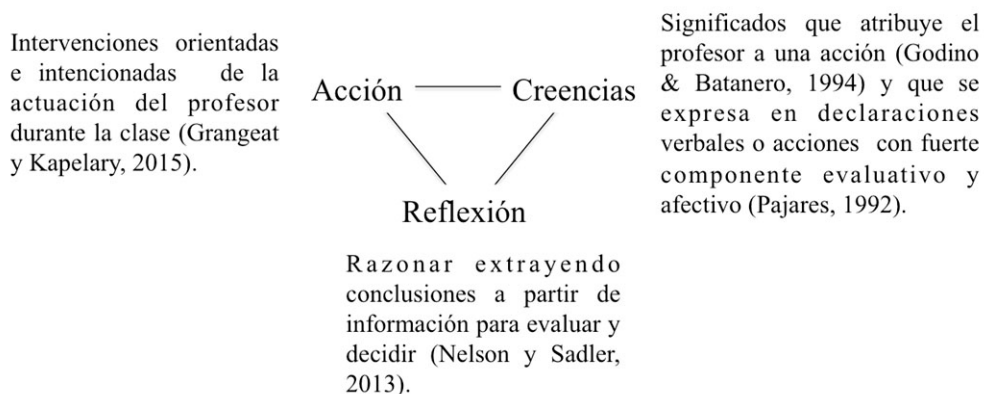 Intervenciones orientadas
e intencionadas de la
actuación del profesor
durante la clase (Grangeat
y Kapelary, 2015).
Acción
Creencias
Significados que atribuye el
profesor a una acción (Godino
& Batanero, 1994) y que se
expresa en declaraciones
verbales o acciones con fuerte
componente evaluativo y
afectivo (Pajares, 1992).
Reflexión
Razonar extrayendo
conclusiones a partir de
información para evaluar y
decidir (Nelson y Sadler,
2013).